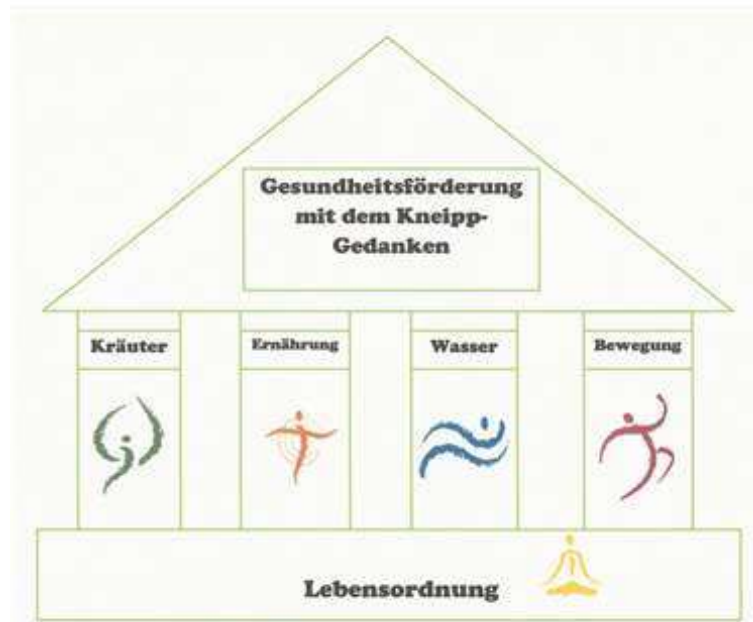 Gesundheitsförderung
mit dem Kneipp-
Gedanken
Kräuter
Ernährung
Wasser
Bewegung
Lebensordnung